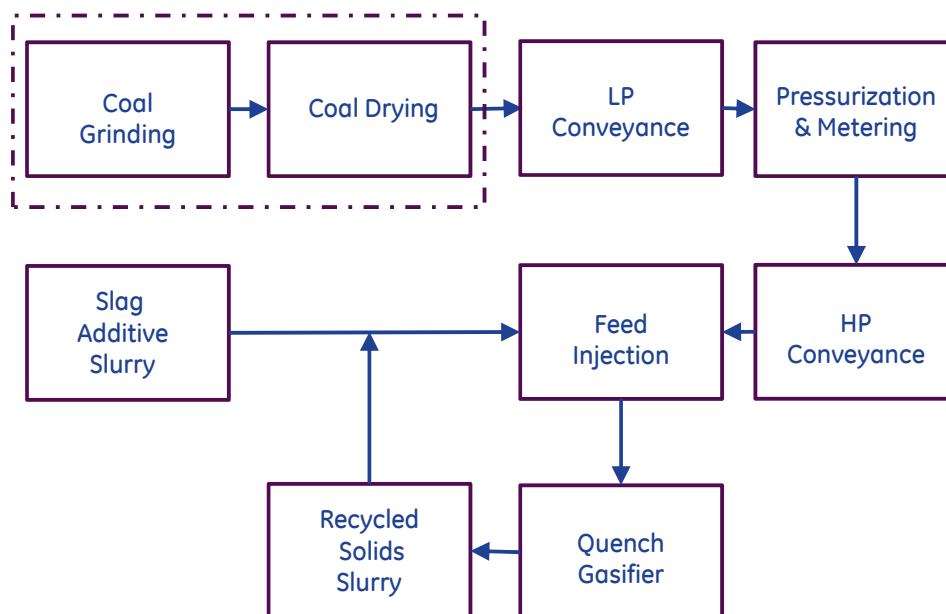 Coal
Grinding
Coal Drying
LP
Conveyance
Pressurization
& Metering
Slag
Additive
Slurry
Feed
Injection
HP
Conveyance
Recycled
Solids
Slurry
Quench
Gasifier